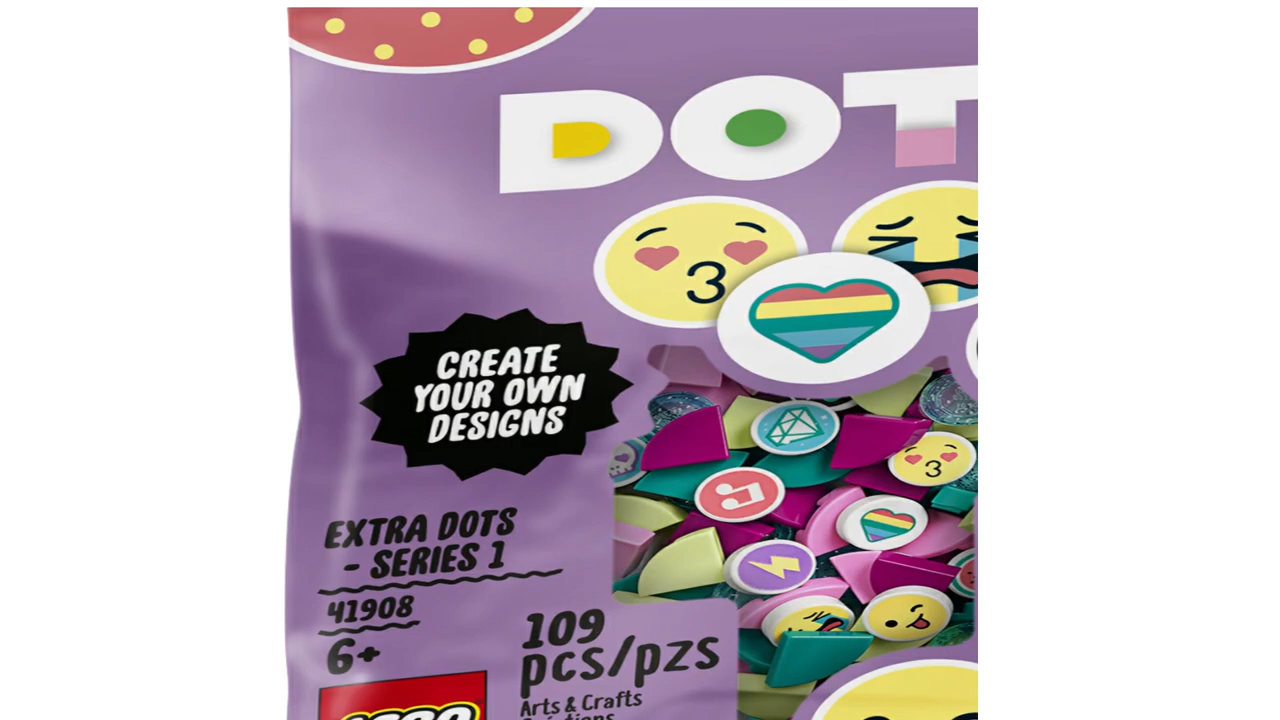 DOT
CREATE
YOUR OWN
DESIGNS
EXTRA DOTS
- SERIES 1
41908
6+
109
pcs/pzs
Arts & Crafts